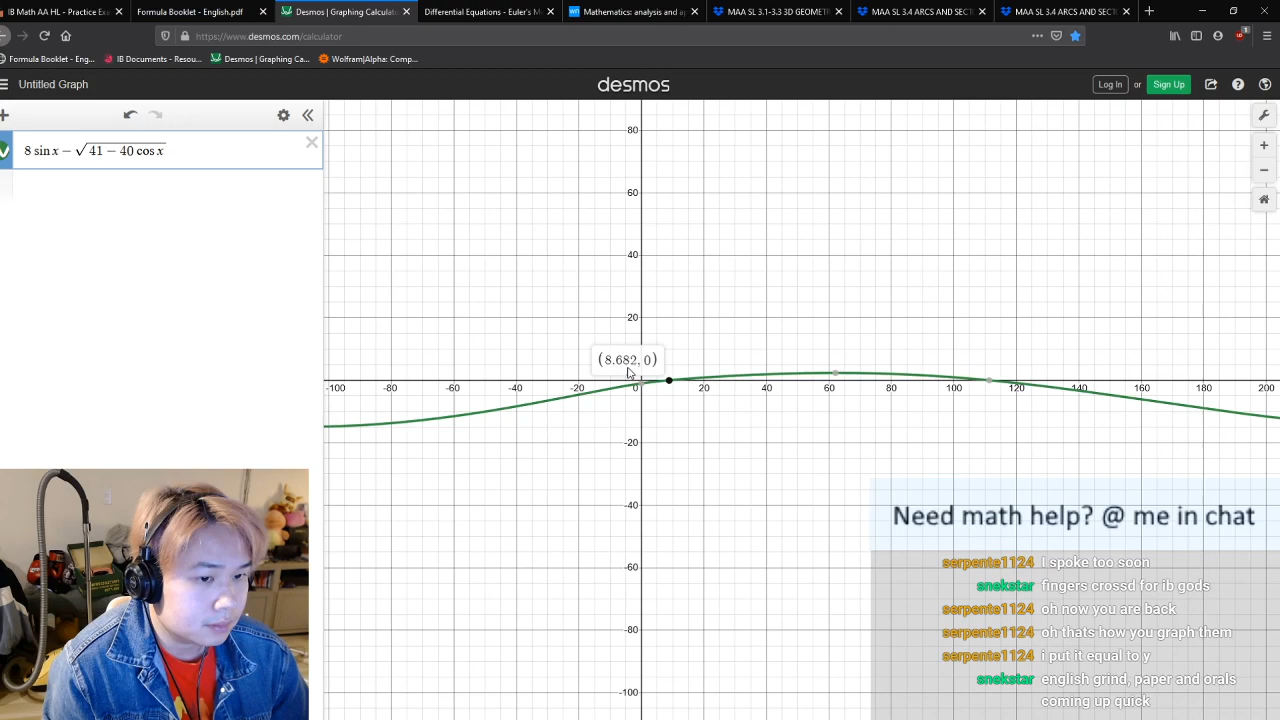 IB Math AA HL - Practice Exa
Formula Booklet - English.pdf
Desmos | Graphing Calculato
Differential Equations - Euler's Me
Mathematics: analysis and ap
MAA SL 3.1-3.3 3D GEOMETR
MAA SL 3.4 ARCS AND SECT
MAA SL 3.4 ARCS AND SECT
https://www.desmos.com/calculator
Formula Booklet - Eng...
IB Documents - Resou...
Desmos | Graphing Ca...
Wolfram|Alpha: Comp...
Untitled Graph
desmos
Log In or Sign Up
8 sin x − √41 − 40 cos x
80
60
40
20
(8.682, 0)
-100 -80 -60 -40 -20 0 20 40 60 80 100 120 140 160 180 200
-20
-40
-60
-80
-100
Need math help? @ me in chat
serpente1124 I spoke too soon
snekstar fingers crossd for ib gods
serpente1124 oh now you are back
serpente1124 oh thats how you graph them
serpente1124 i put it equal to y
snekstar english grind, paper and orals
coming up quick